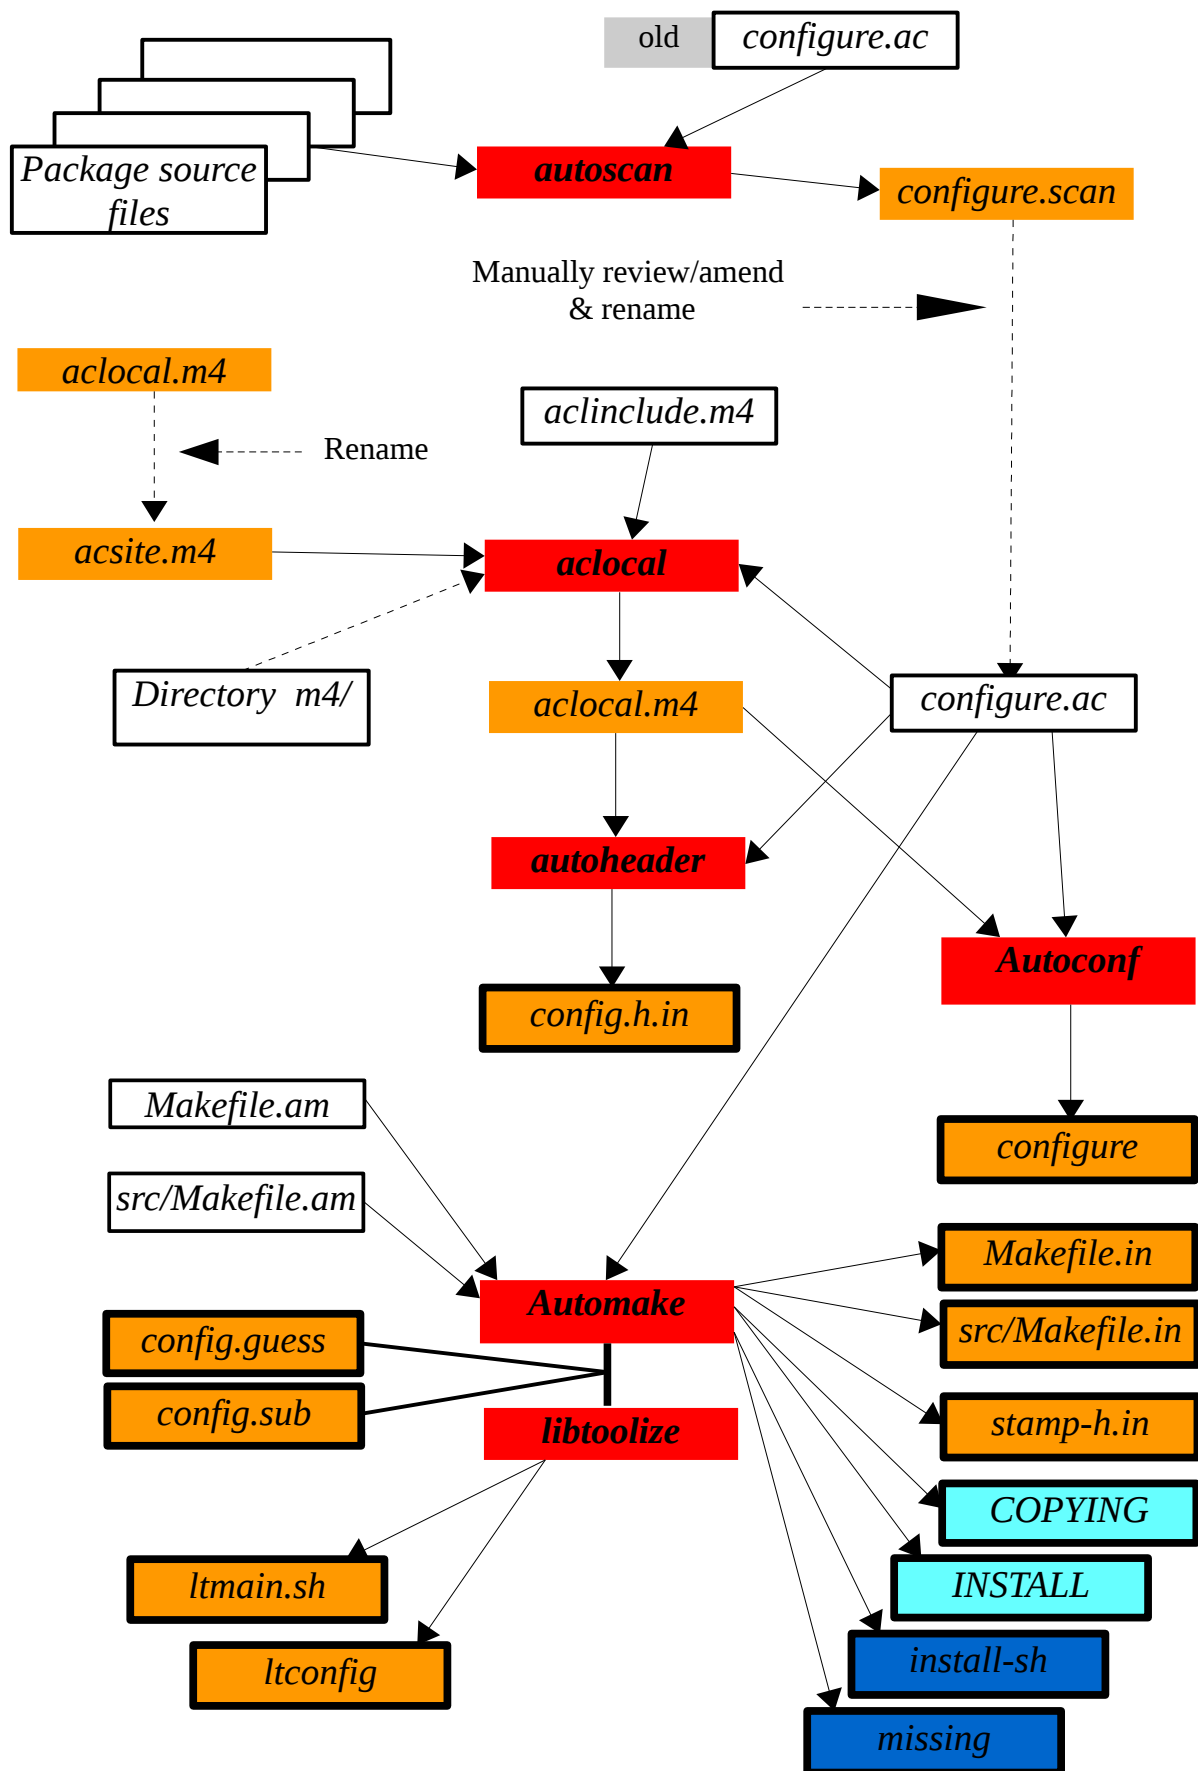 old
configure.ac
Package source
files
autoscan
configure.scan
Manually review/amend
& rename
aclocal.m4
aclinclude.m4
Rename
acsite.m4
aclocal
Directory m4/
aclocal.m4
configure.ac
autoheader
Autoconf
config.h.in
Makefile.am
configure
src/Makefile.am
Makefile.in
Automake
src/Makefile.in
config.guess
config.sub
stamp-h.in
libtoolize
COPYING
ltmain.sh
INSTALL
ltconfig
install-sh
missing